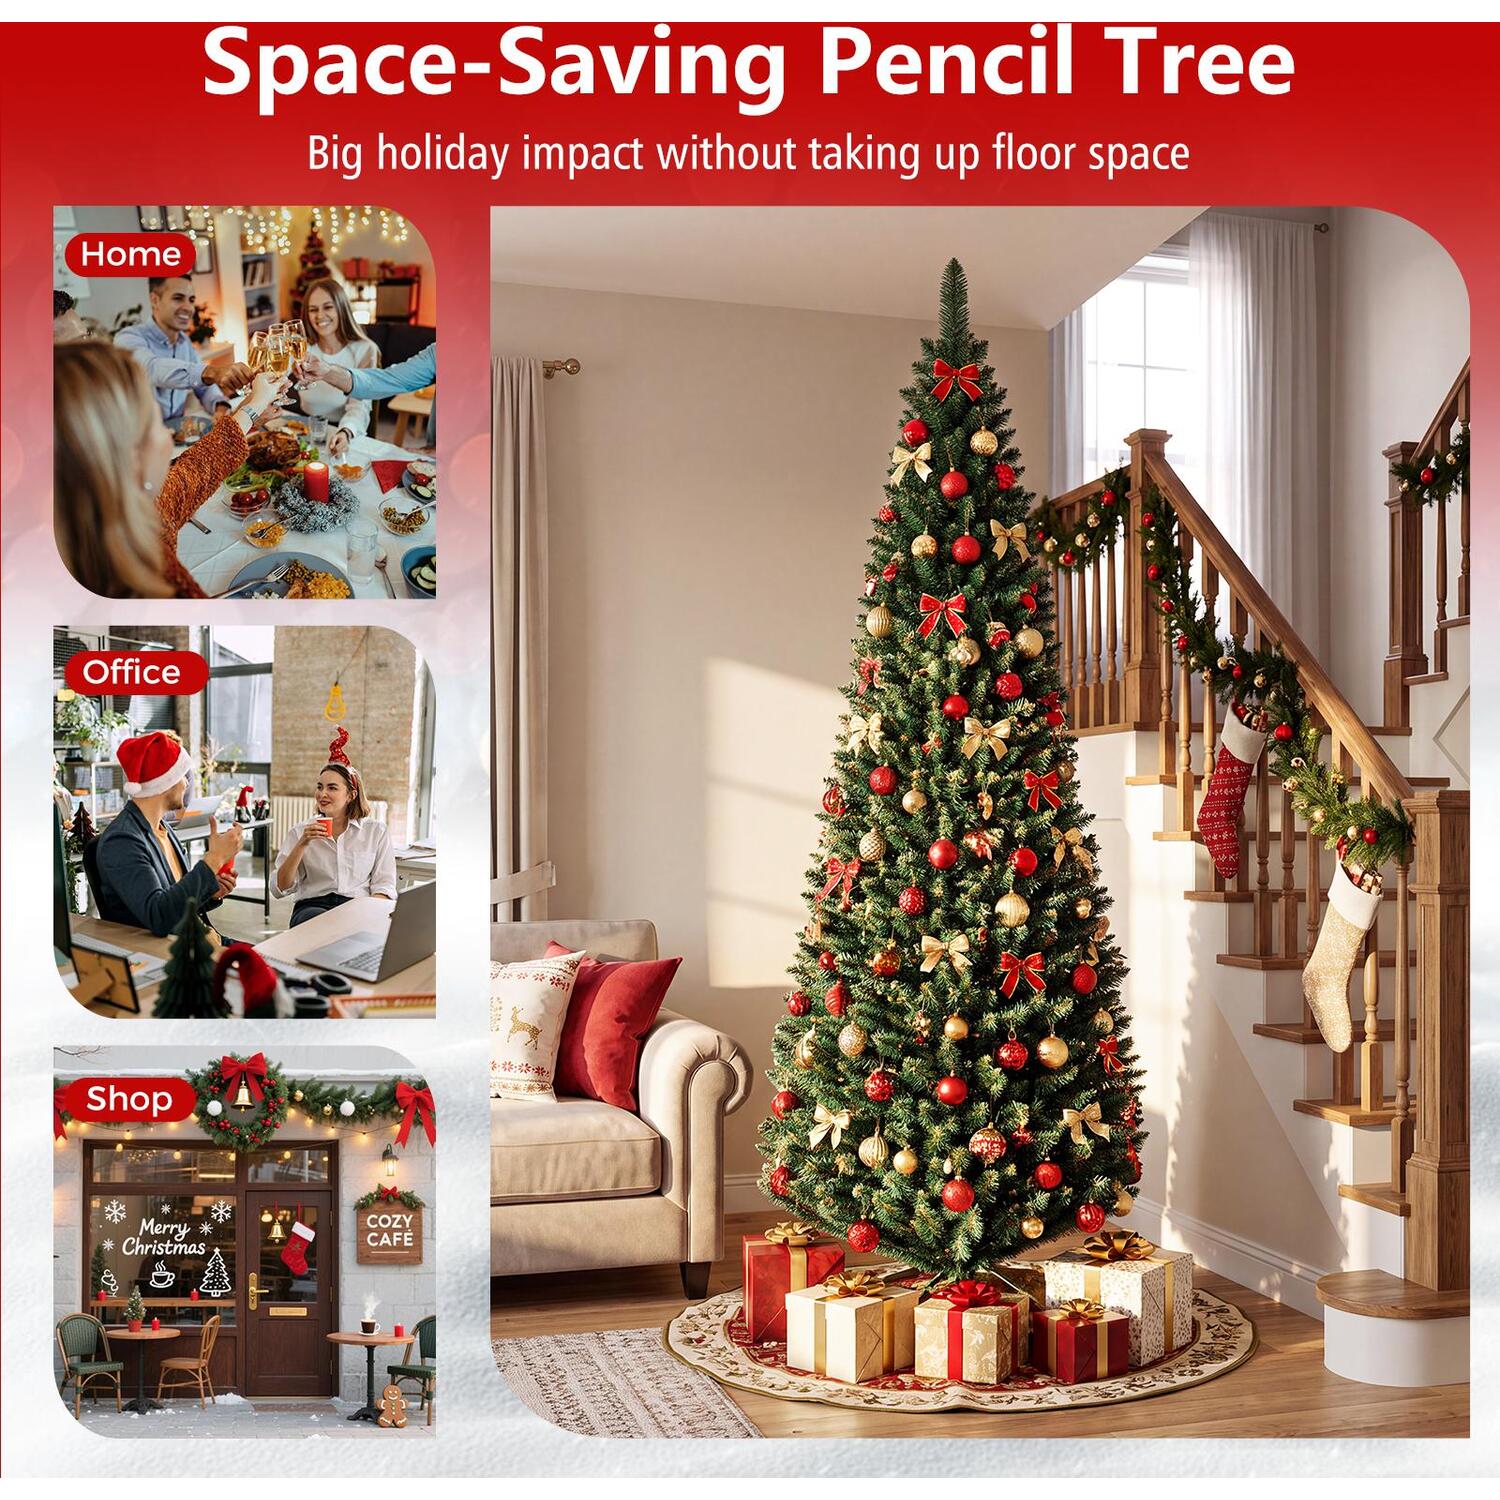 Space-Saving Pencil Tree
Big holiday impact without taking up floor space
Home
Office
Shop
Merry
Christmas
COZY
CAFÉ